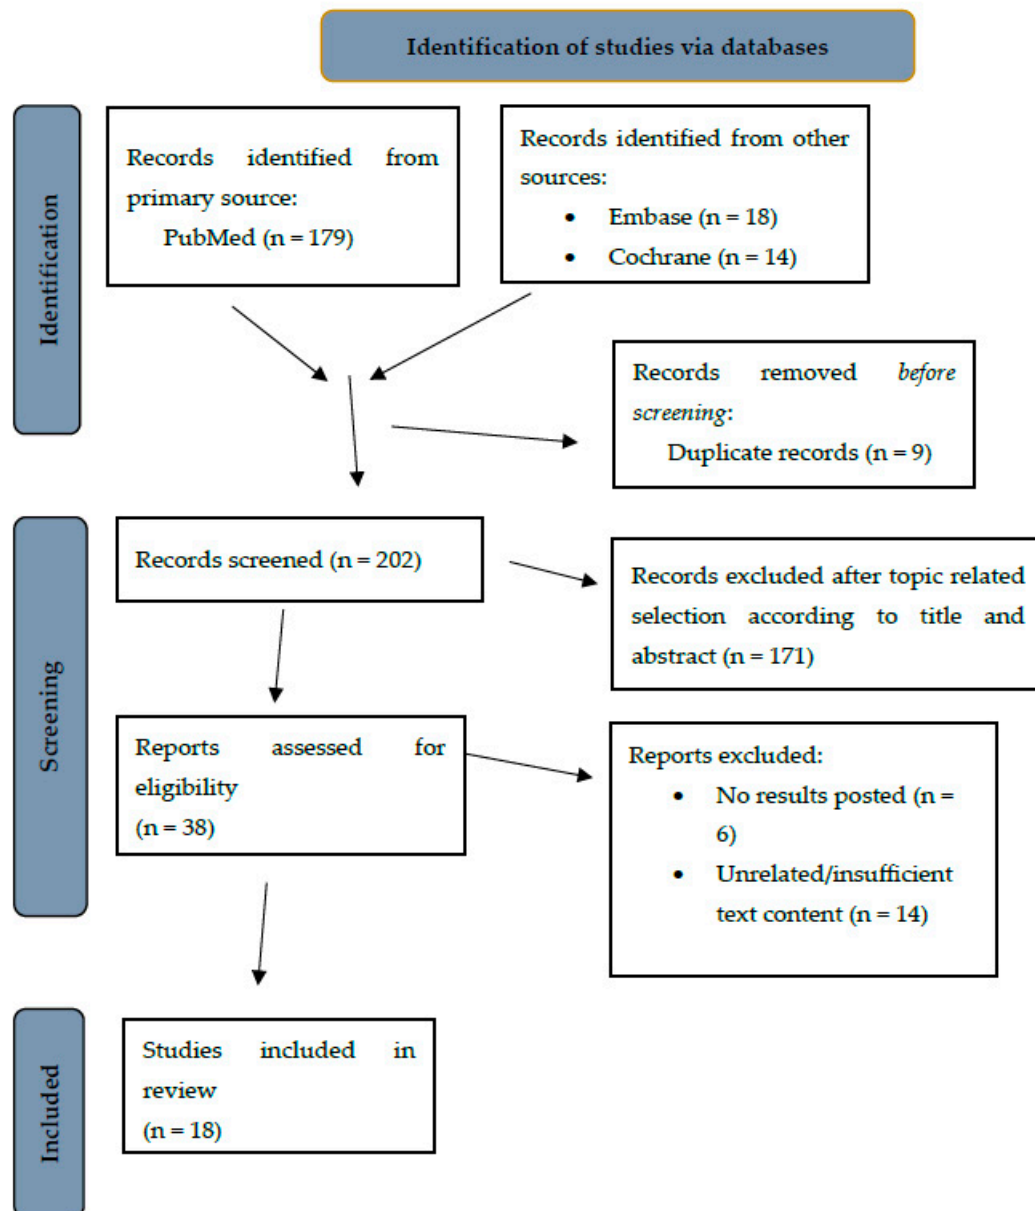 Identification of studies via databases
Identification
Records identified from
primary source:
PubMed (n = 179)
Records identified from other
sources:
• Embase (n = 18)
• Cochrane (n = 14)
Records removed before
screening:
Duplicate records (n = 9)
Screening
Records screened (n = 202)
Records excluded after topic related
selection according to title and
abstract (n = 171)
Reports assessed for
eligibility
(n = 38)
Reports excluded:
• No results posted (n =
6)
• Unrelated/insufficient
text content (n = 14)
Included
Studies included in
review
(n = 18)